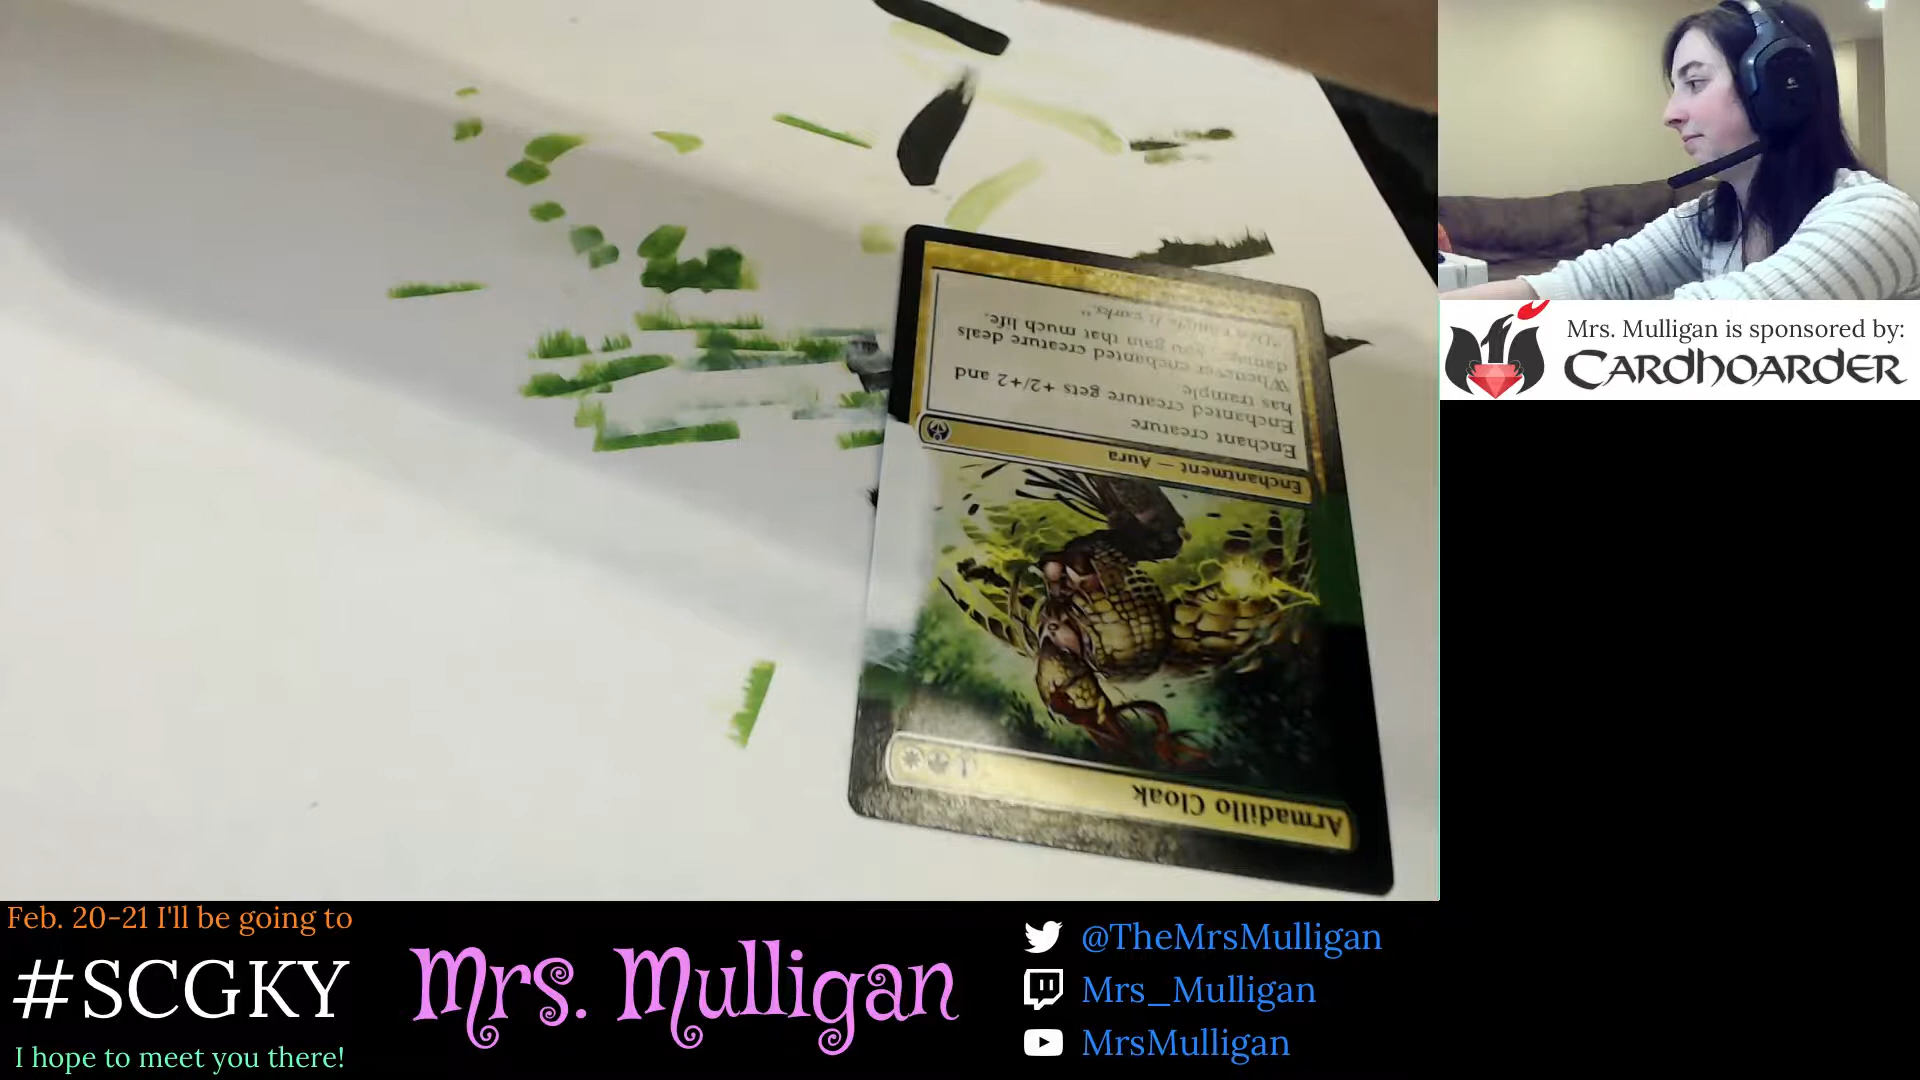 Mrs. Mulligan is sponsored by:
CARDHOARDER
Armadillo Cloak
Enchantment — Aura
Enchant creature
Enchanted creature gets +2/+2 and
has trample.
Whenever enchanted creature deals
damage, you gain that much life.
Feb. 20-21 I'll be going to
#SCGKY
I hope to meet you there!
Mrs. Mulligan
@TheMrsMulligan
Mrs_Mulligan
MrsMulligan